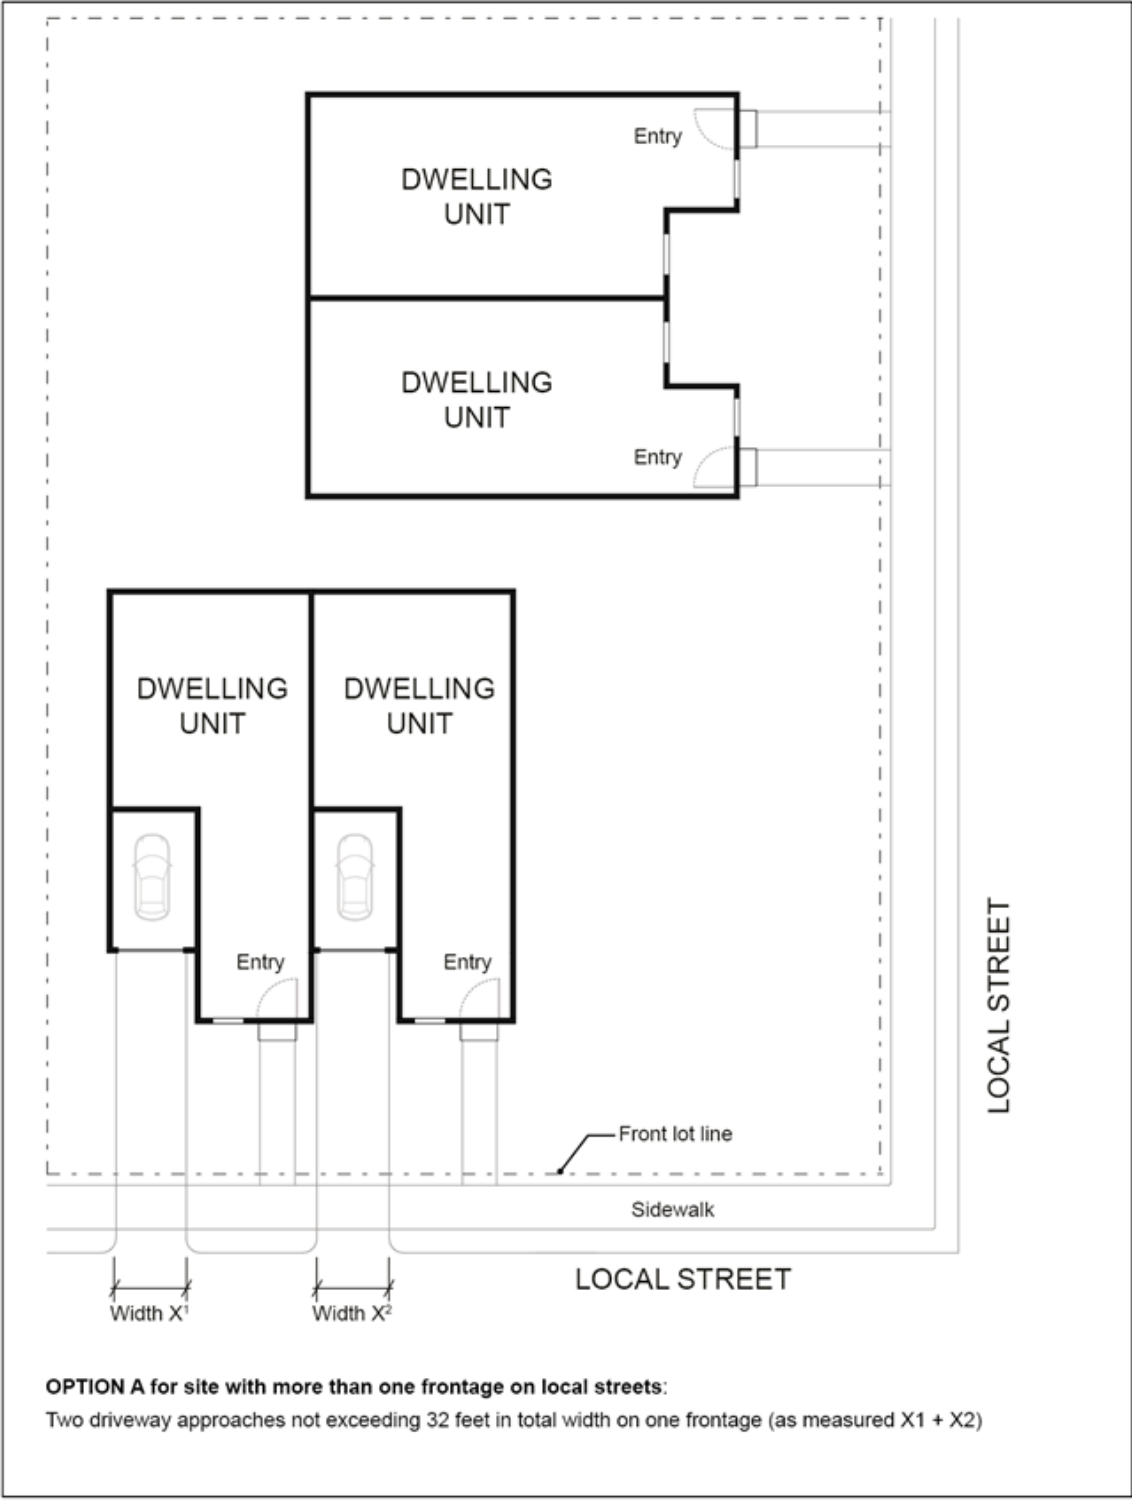 Entry
DWELLING
UNIT
DWELLING
UNIT
Entry
DWELLING
UNIT
DWELLING
UNIT
Entry
Entry
LOCAL STREET
Front lot line
Sidewalk
LOCAL STREET
Width X¹
Width X²
OPTION A for site with more than one frontage on local streets:
Two driveway approaches not exceeding 32 feet in total width on one frontage (as measured X1 + X2)